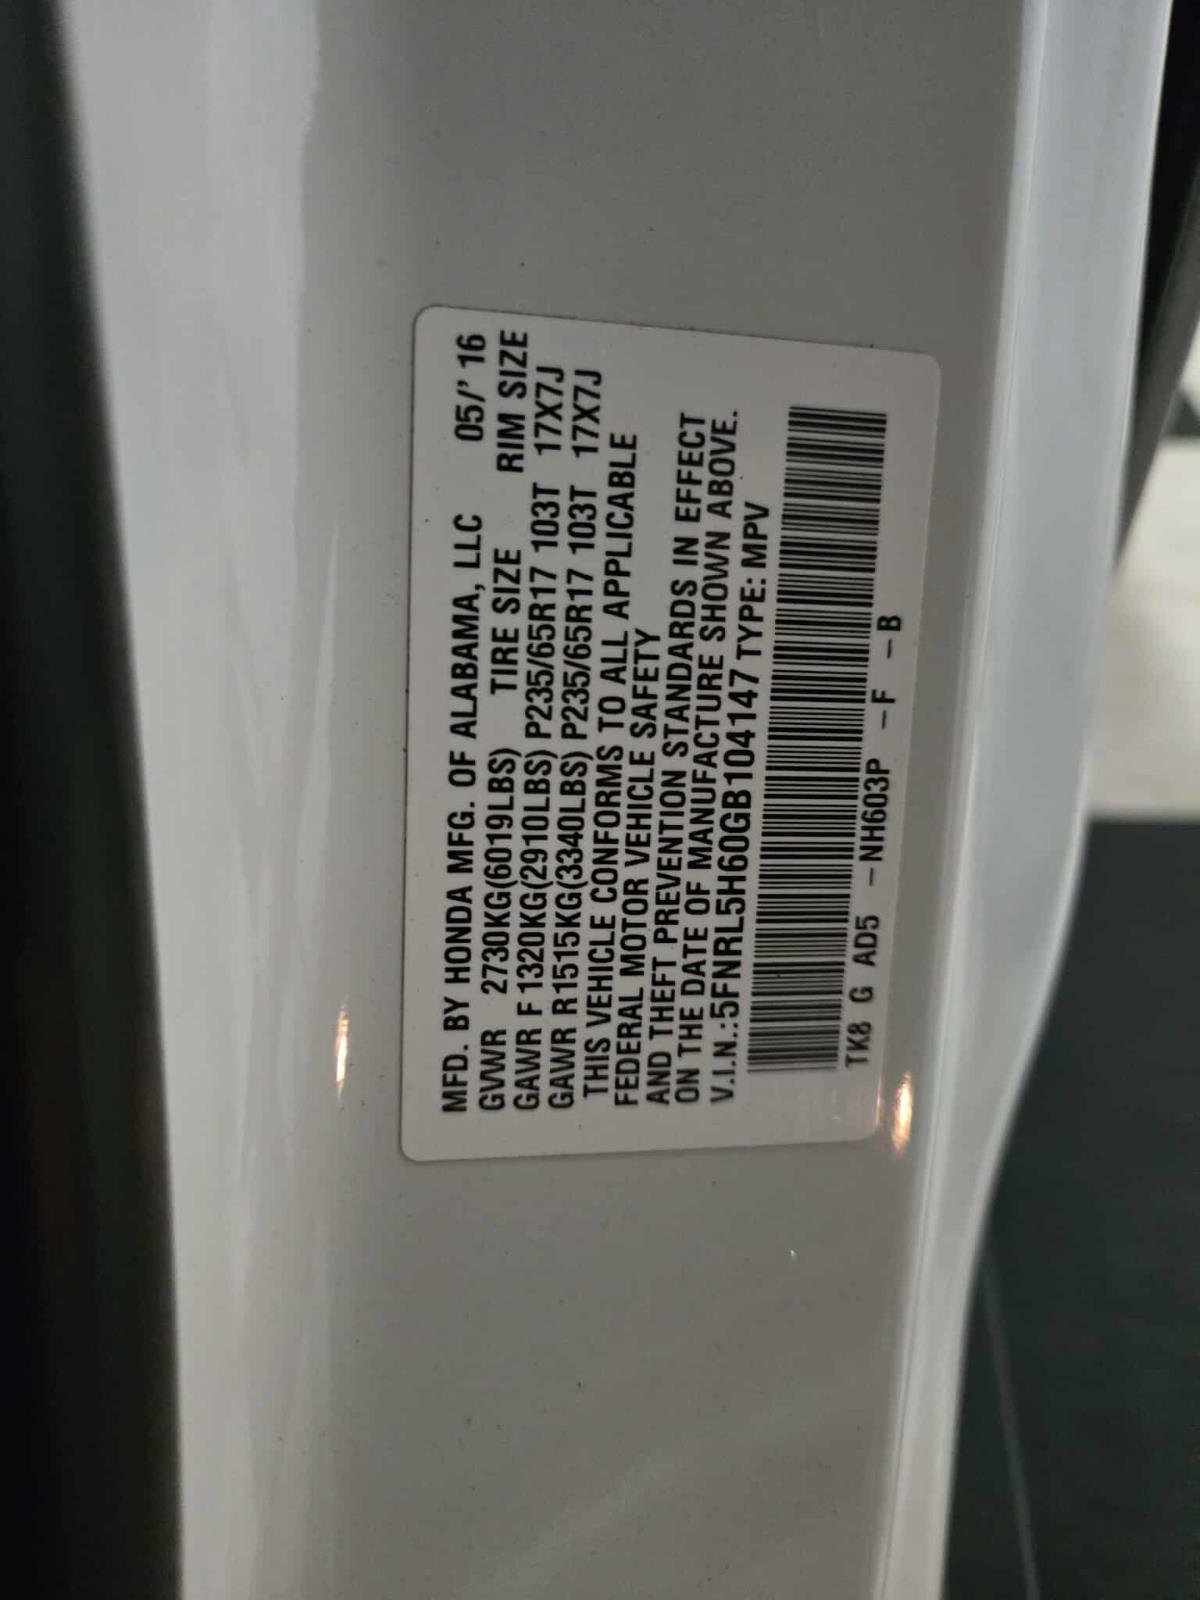 MFD. BY HONDA MFG. OF ALABAMA, LLC 05/' 16
GVWR 2730KG(6019LBS) TIRE SIZE RIM SIZE
GAWR F 1320KG(2910LBS) P235/65R17 103T 17X7J
GAWR R1515KG(3340LBS) P235/65R17 103T 17X7J
THIS VEHICLE CONFORMS TO ALL APPLICABLE
FEDERAL MOTOR VEHICLE SAFETY
AND THEFT PREVENTION STANDARDS IN EFFECT
ON THE DATE OF MANUFACTURE SHOWN ABOVE.
V.I.N.:5FNRL5H60GB104147 TYPE: MPV
TK8 G AD5 -NH603P -F -B